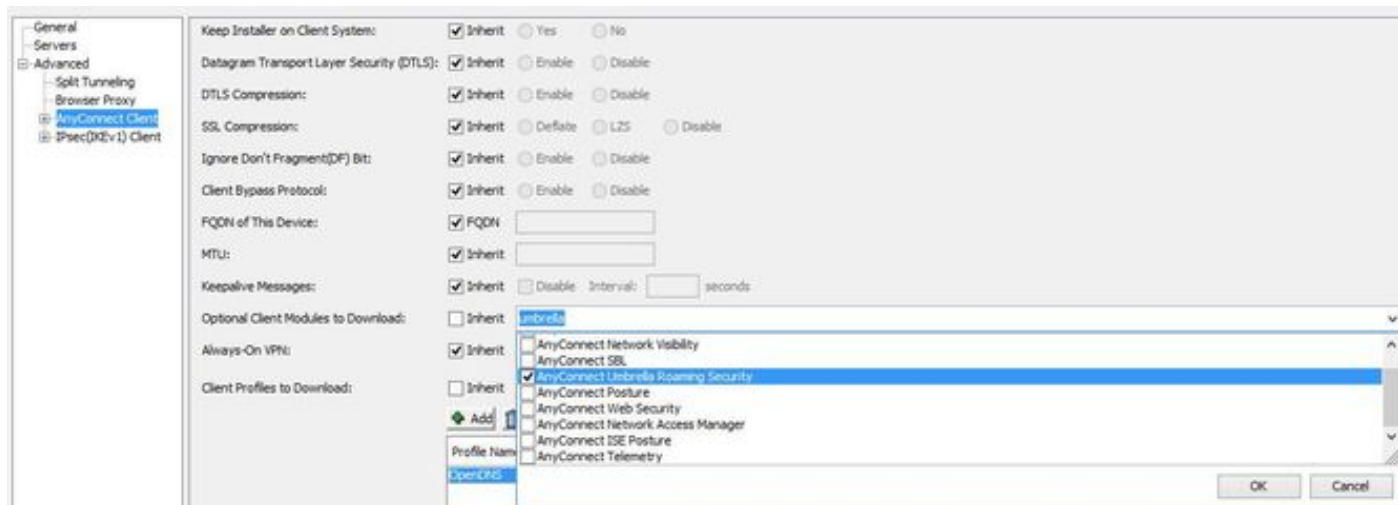 General
Servers
Advanced
Split Tunneling
Browser Proxy
AnyConnect Client
IPsec(IKEv1) Client
Keep Installer on Client System: Inherit Yes No
Datagram Transport Layer Security (DTLS): Inherit Enable Disable
DTLS Compression: Inherit Enable Disable
SSL Compression: Inherit Deflate LZS Disable
Ignore Don't Fragment(DF) Bit: Inherit Enable Disable
Client Bypass Protocol: Inherit Enable Disable
FQDN of This Device: FQDN
MTU: Inherit
Keepalive Messages: Inherit Disable Interval: seconds
Optional Client Modules to Download: Inherit umbrella
Always-On VPN: Inherit
Client Profiles to Download: Inherit
AnyConnect Network Visibility
AnyConnect SBL
AnyConnect Umbrella Roaming Security
AnyConnect Posture
AnyConnect Web Security
AnyConnect Network Access Manager
AnyConnect ISE Posture
AnyConnect Telemetry
Add
Profile Nam
OpenDNS
OK Cancel